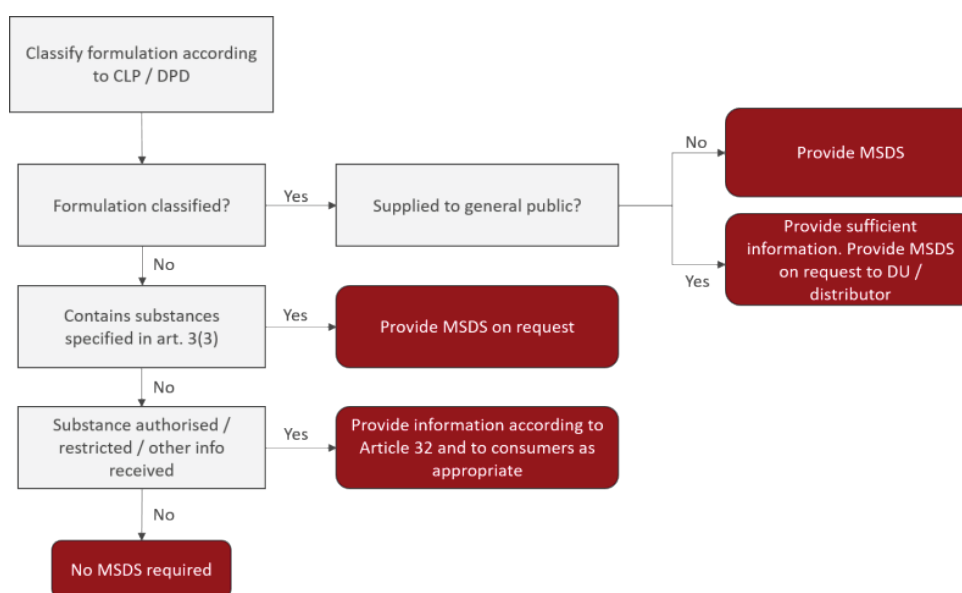 Classify formulation according
to CLP / DPD
Formulation classified?
Yes
Supplied to general public?
No
Provide MSDS
Yes
Provide sufficient
information. Provide MSDS
on request to DU /
distributor
No
Contains substances
specified in art. 3(3)
Yes
Provide MSDS on request
No
Substance authorised /
restricted / other info
received
Yes
Provide information according to
Article 32 and to consumers as
appropriate
No
No MSDS required